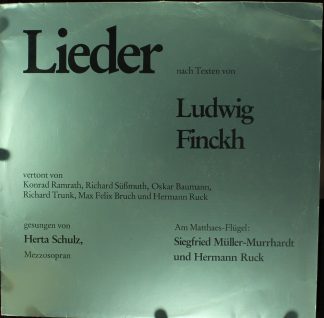 Lieder
nach Texten von
Ludwig
Finckh
vertont von
Konrad Ramrath, Richard Süßmuth, Oskar Baumann,
Richard Trunk, Max Felix Bruch und Hermann Ruck
gesungen von
Herta Schulz,
Mezzosopran
Am Matthaes-Flügel:
Siegfried Müller-Murrhardt
und Hermann Ruck